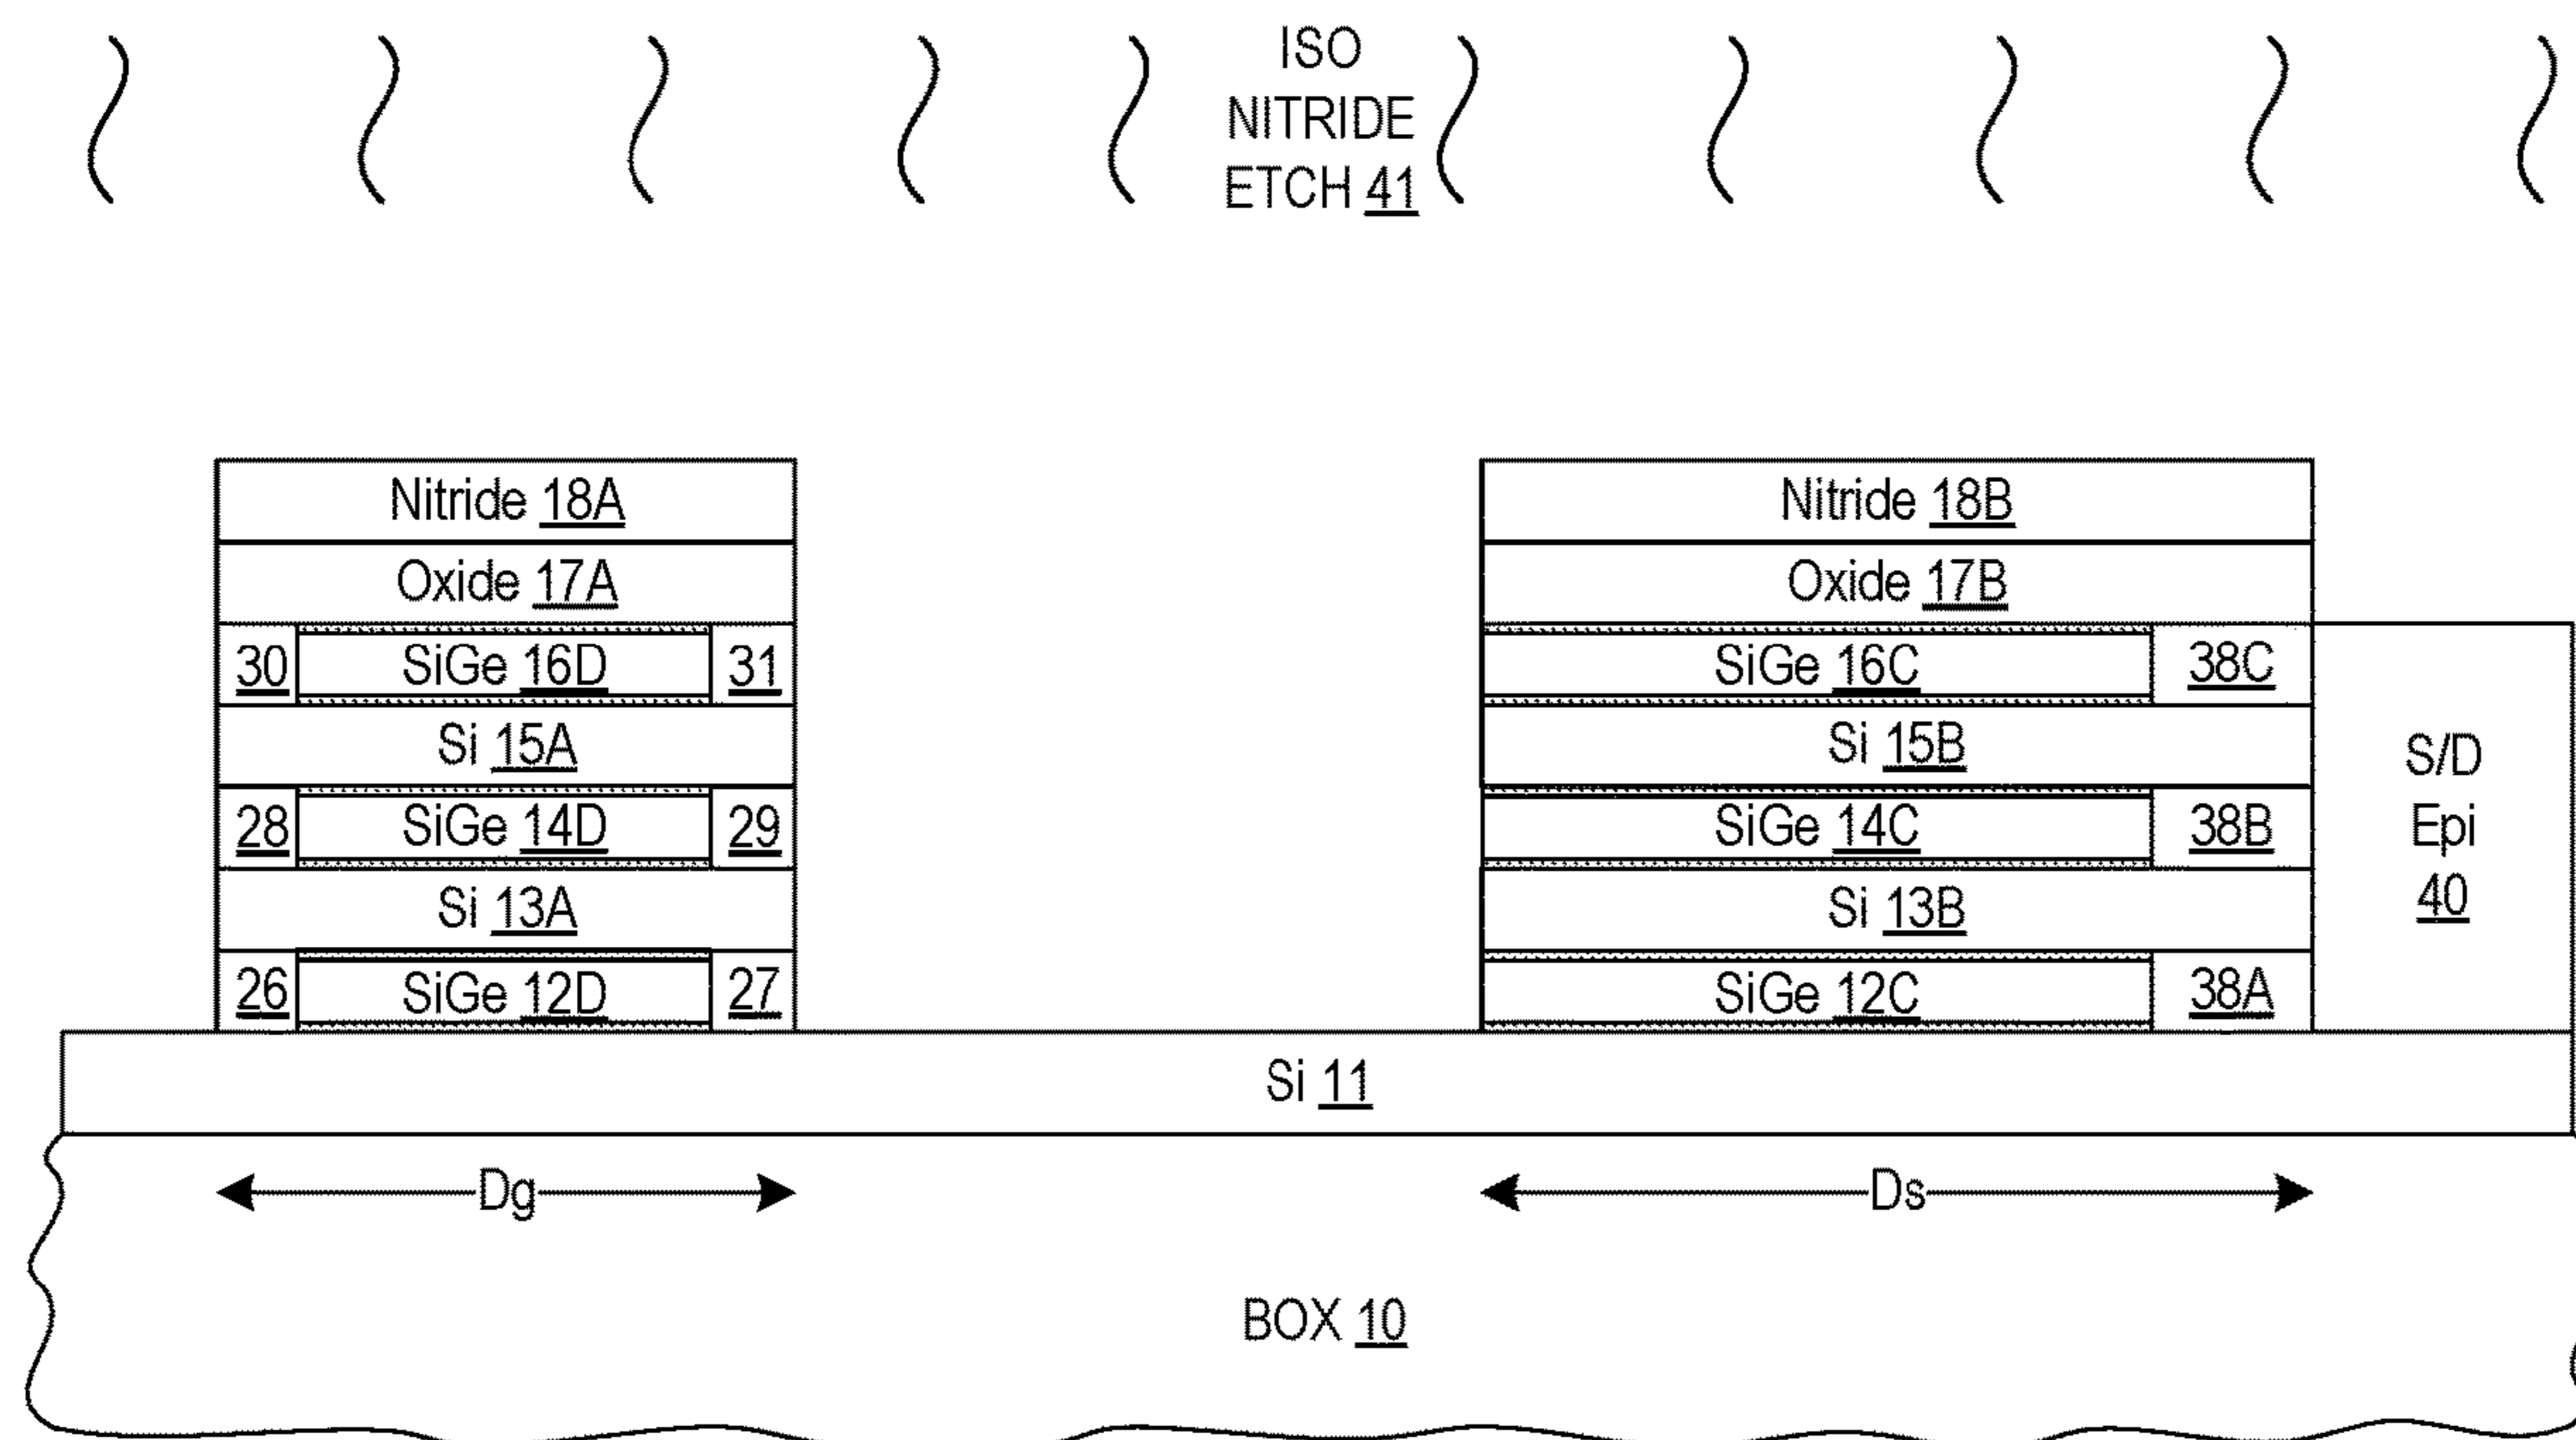 ISO
NITRIDE
ETCH 41
Nitride 18A
Nitride 18B
Oxide 17A
Oxide 17B
30 SiGe 16D 31
SiGe 16C 38C
Si 15A
Si 15B
28 SiGe 14D 29
SiGe 14C 38B
Si 13A
Si 13B
26 SiGe 12D 27
SiGe 12C 38A
S/D
Epi
40
Si 11
Dg
Ds
BOX 10